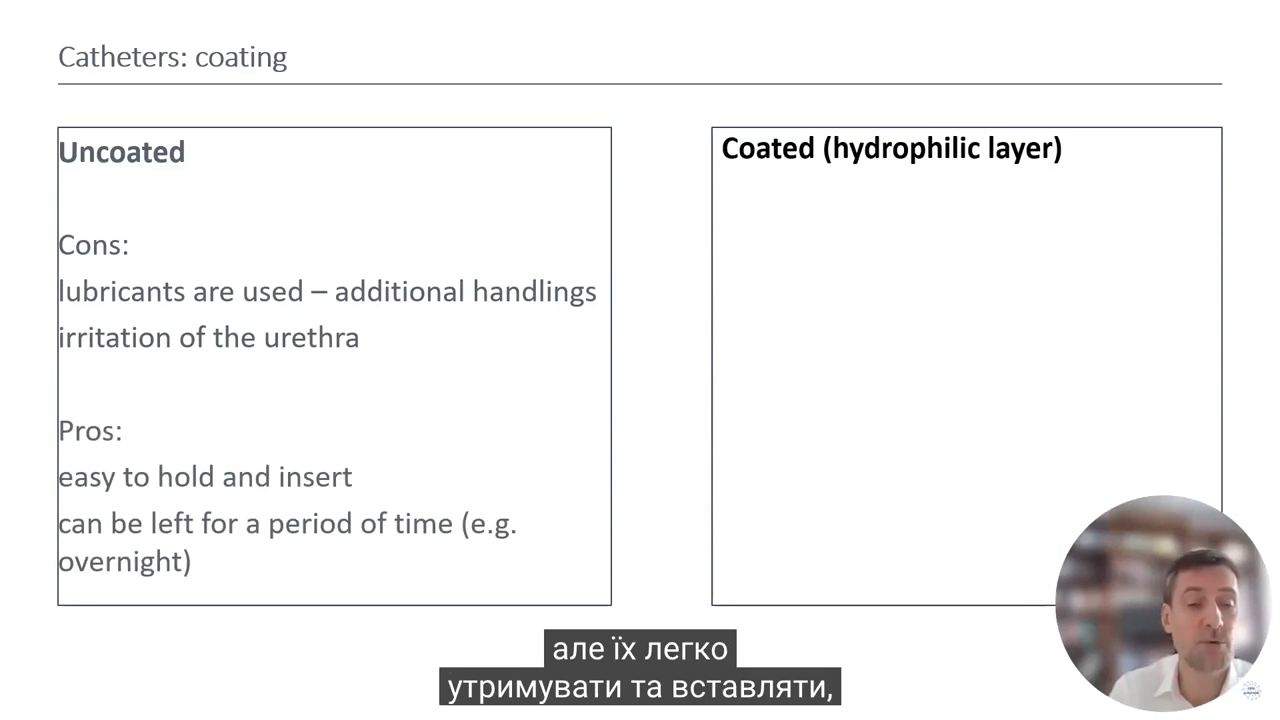 Catheters: coating
Uncoated
Cons:
lubricants are used – additional handlings
irritation of the urethra
Pros:
easy to hold and insert
can be left for a period of time (e.g.
overnight)
Coated (hydrophilic layer)
але їх легко
утримувати та вставляти,